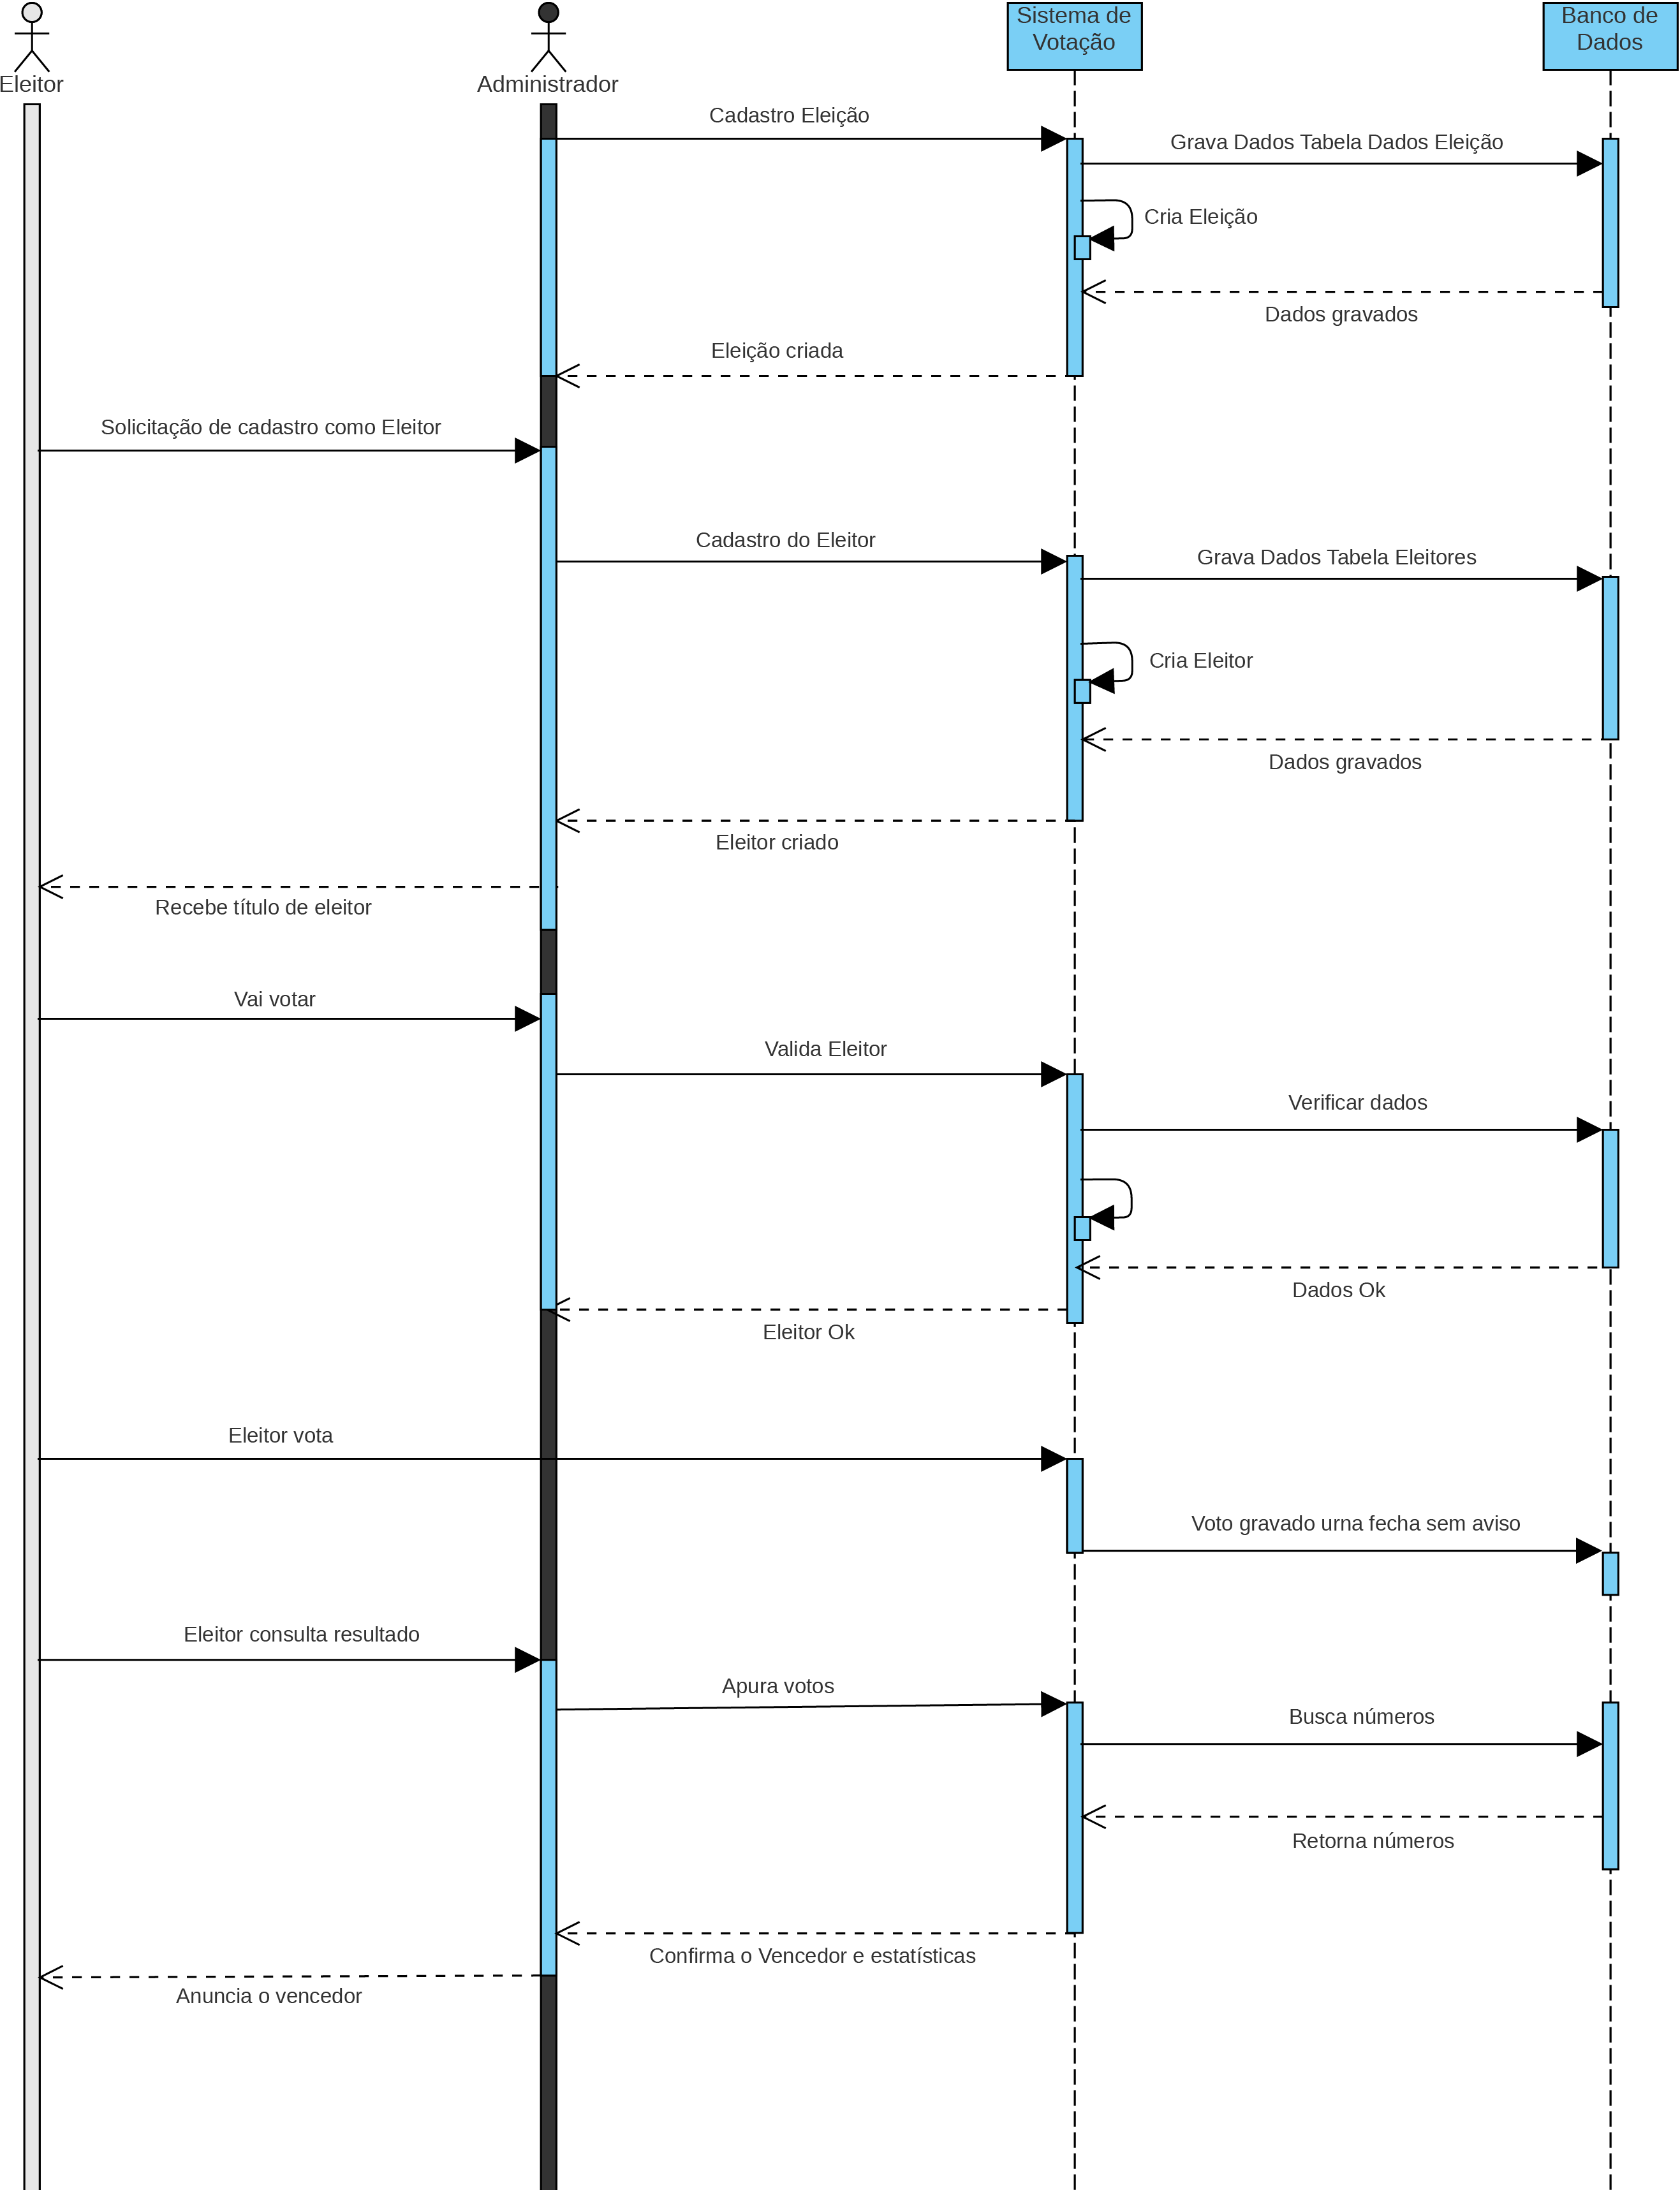 Eleitor
Administrador
Sistema de
Votação
Banco de
Dados
Cadastro Eleição
Grava Dados Tabela Dados Eleição
Cria Eleição
Dados gravados
Eleição criada
Solicitação de cadastro como Eleitor
Cadastro do Eleitor
Grava Dados Tabela Eleitores
Cria Eleitor
Dados gravados
Eleitor criado
Recebe título de eleitor
Vai votar
Valida Eleitor
Verificar dados
Dados Ok
Eleitor Ok
Eleitor vota
Voto gravado urna fecha sem aviso
Eleitor consulta resultado
Apura votos
Busca números
Retorna números
Confirma o Vencedor e estatísticas
Anuncia o vencedor